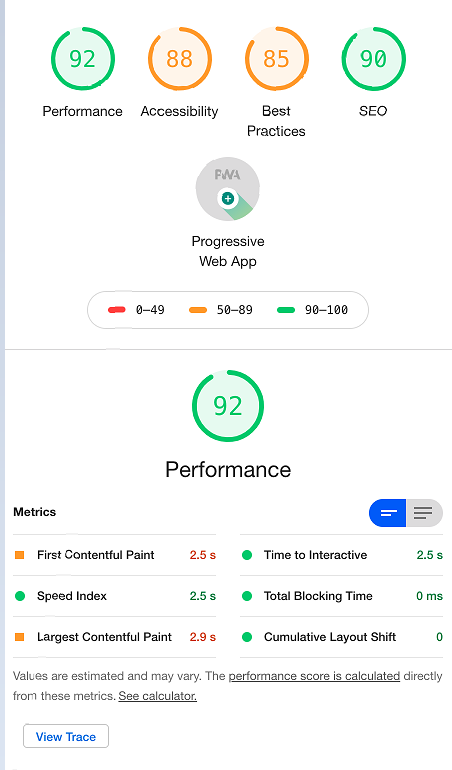 92 88 85 90
Performance Accessibility Best Practices SEO
PWA
Progressive
Web App
0–49 50–89 90–100
92
Performance
Metrics
First Contentful Paint 2.5 s
Time to Interactive 2.5 s
Speed Index 2.5 s
Total Blocking Time 0 ms
Largest Contentful Paint 2.9 s
Cumulative Layout Shift 0
Values are estimated and may vary. The performance score is calculated directly
from these metrics. See calculator.
View Trace